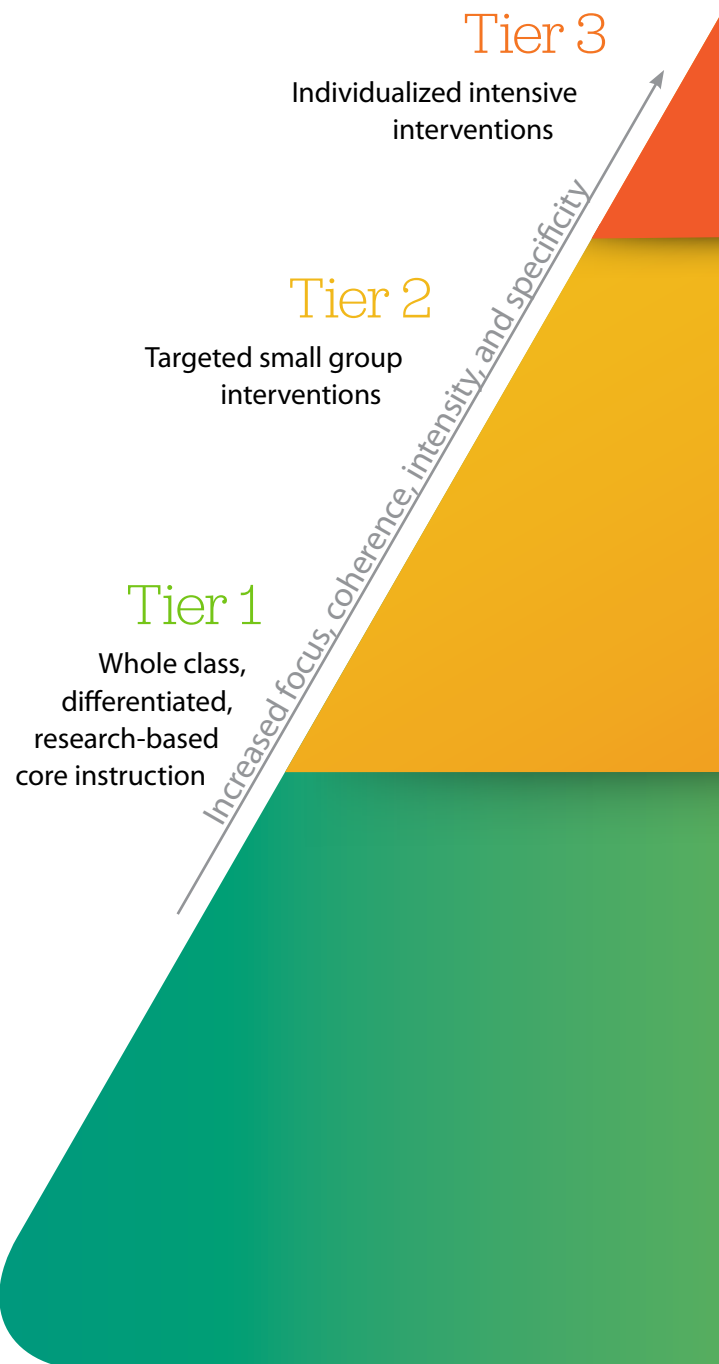 Tier 3
Individualized intensive
interventions
Tier 2
Targeted small group
interventions
Tier 1
Whole class,
differentiated,
research-based
core instruction
Increased focus, coherence, intensity, and specificity